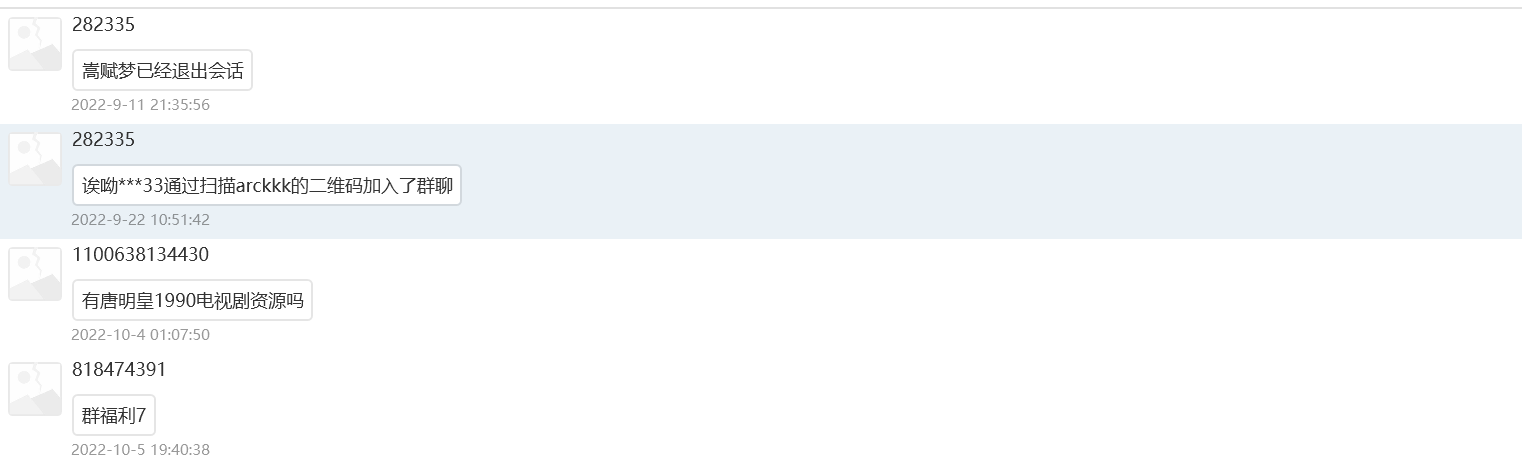 282335
嵩赋梦已经退出会话
2022-9-11 21:35:56
282335
诶呦***33通过扫描arckkk的二维码加入了群聊
2022-9-22 10:51:42
1100638134430
有唐明皇1990电视剧资源吗
2022-10-4 01:07:50
818474391
群福利7
2022-10-5 19:40:38